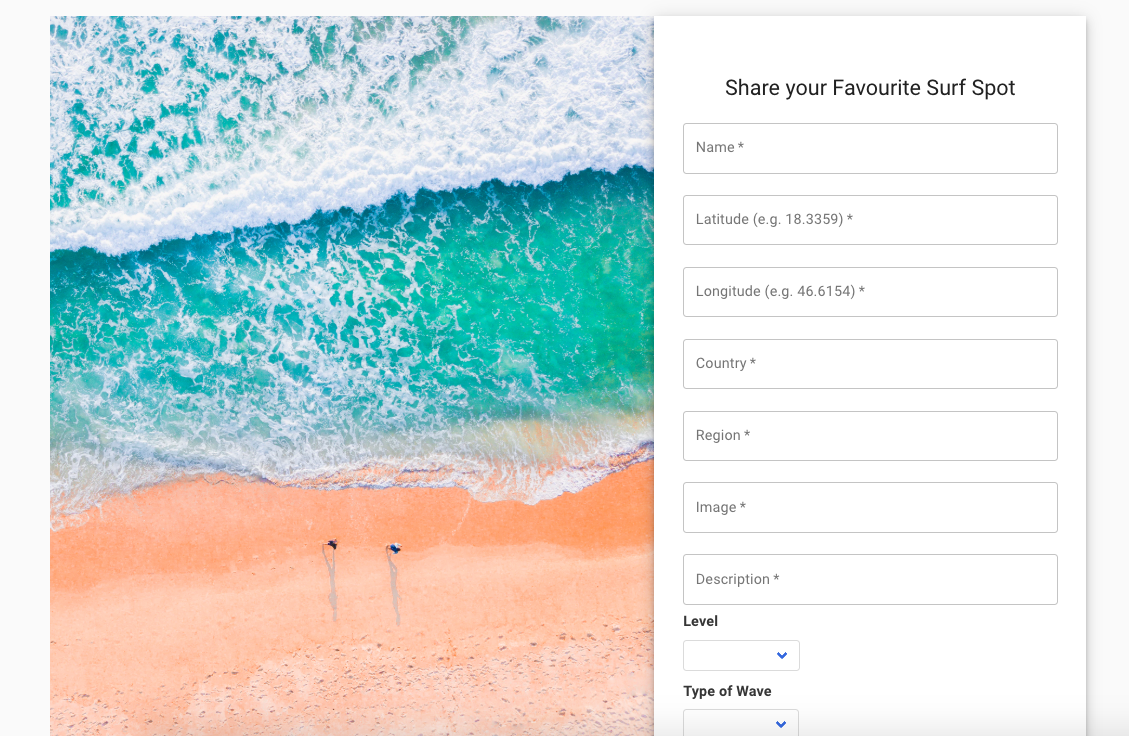 Share your Favourite Surf Spot
Name *
Latitude (e.g. 18.3359) *
Longitude (e.g. 46.6154) *
Country *
Region *
Image *
Description *
Level
Type of Wave